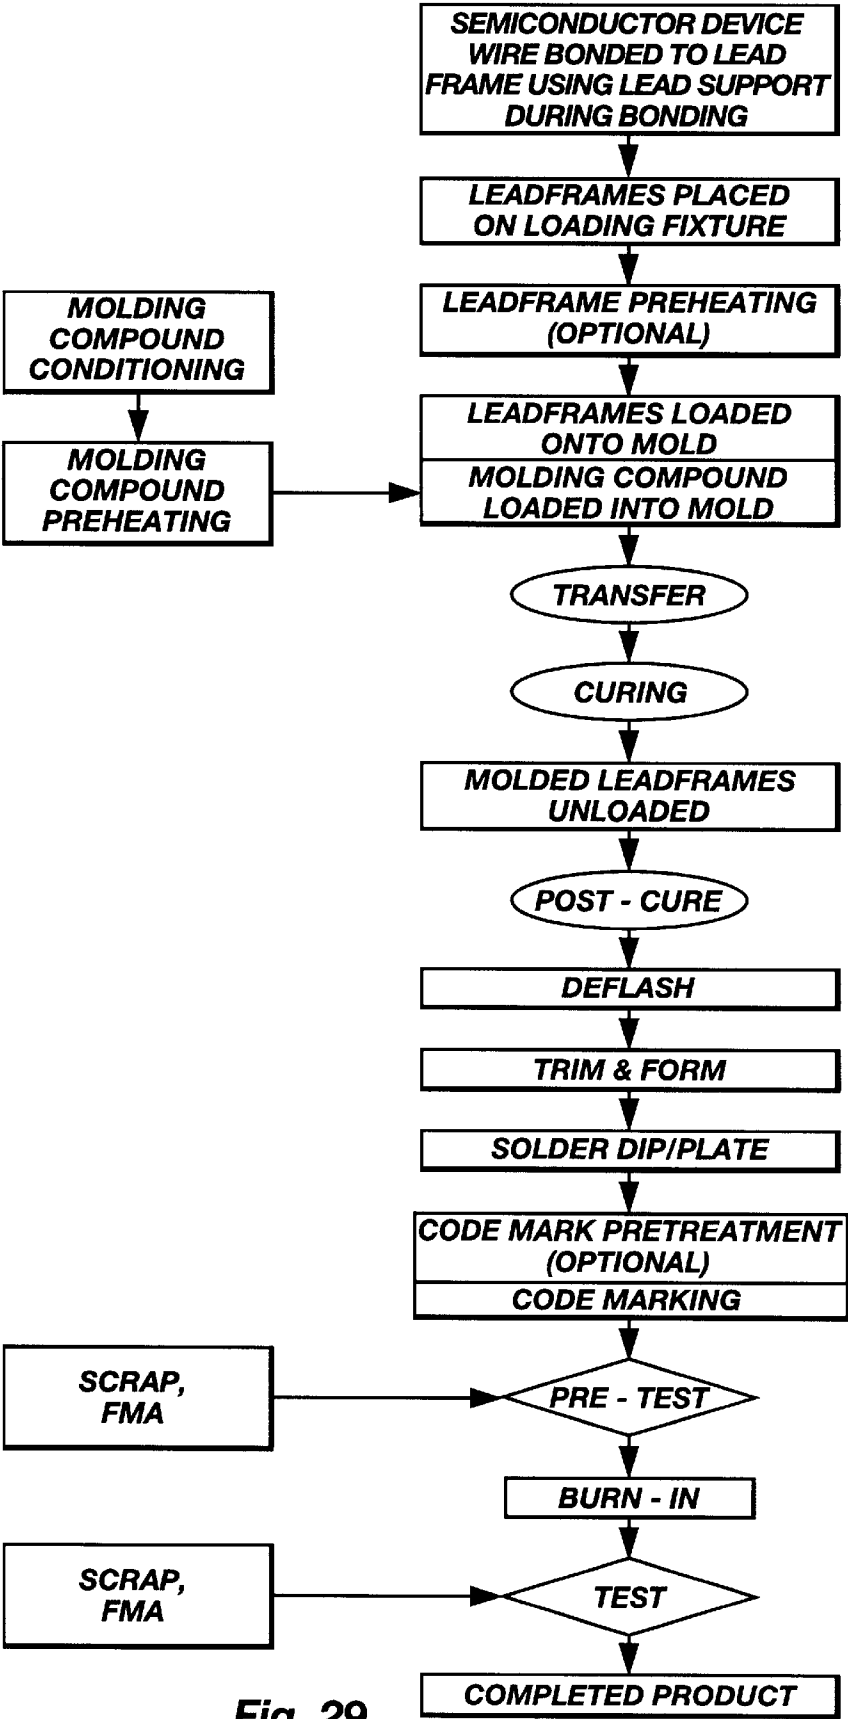 SEMICONDUCTOR DEVICE
WIRE BONDED TO LEAD
FRAME USING LEAD SUPPORT
DURING BONDING
LEADFRAMES PLACED
ON LOADING FIXTURE
LEADFRAME PREHEATING
(OPTIONAL)
MOLDING
COMPOUND
CONDITIONING
MOLDING
COMPOUND
PREHEATING
LEADFRAMES LOADED
ONTO MOLD
MOLDING COMPOUND
LOADED INTO MOLD
TRANSFER
CURING
MOLDED LEADFRAMES
UNLOADED
POST - CURE
DEFLASH
TRIM & FORM
SOLDER DIP/PLATE
CODE MARK PRETREATMENT
(OPTIONAL)
CODE MARKING
SCRAP,
FMA
PRE - TEST
BURN - IN
SCRAP,
FMA
TEST
COMPLETED PRODUCT
Fig. 29